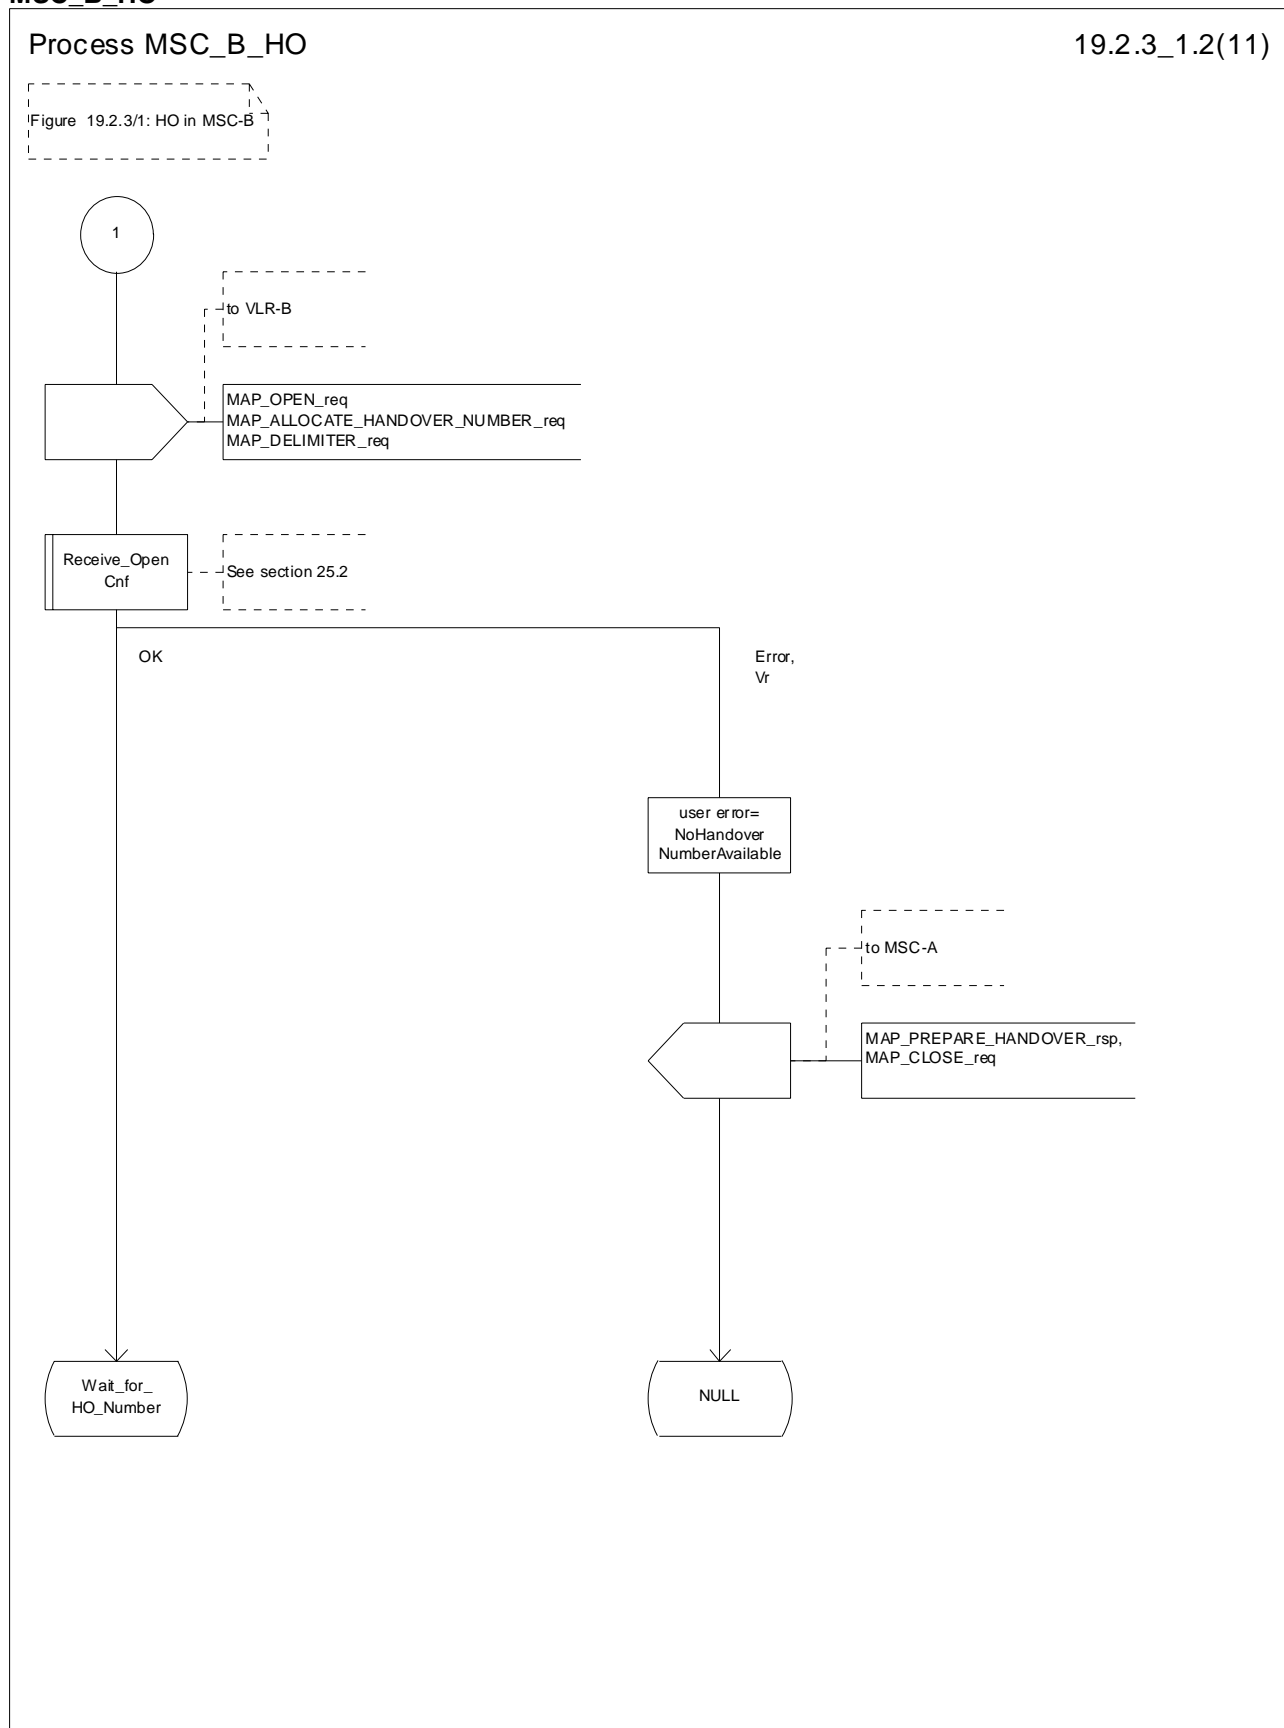 MSC_B_HO
Process MSC_B_HO
19.2.3_1.2(11)
Figure 19.2.3/1: HO in MSC-B
1
to VLR-B
MAP_OPEN_req
MAP_ALLOCATE_HANDOVER_NUMBER_req
MAP_DELIMITER_req
Receive_Open
Cnf
See section 25.2
OK
Error,
Vr
user error=
NoHandover
NumberAvailable
to MSC-A
MAP_PREPARE_HANDOVER_rsp,
MAP_CLOSE_req
Wait_for_
HO_Number
NULL